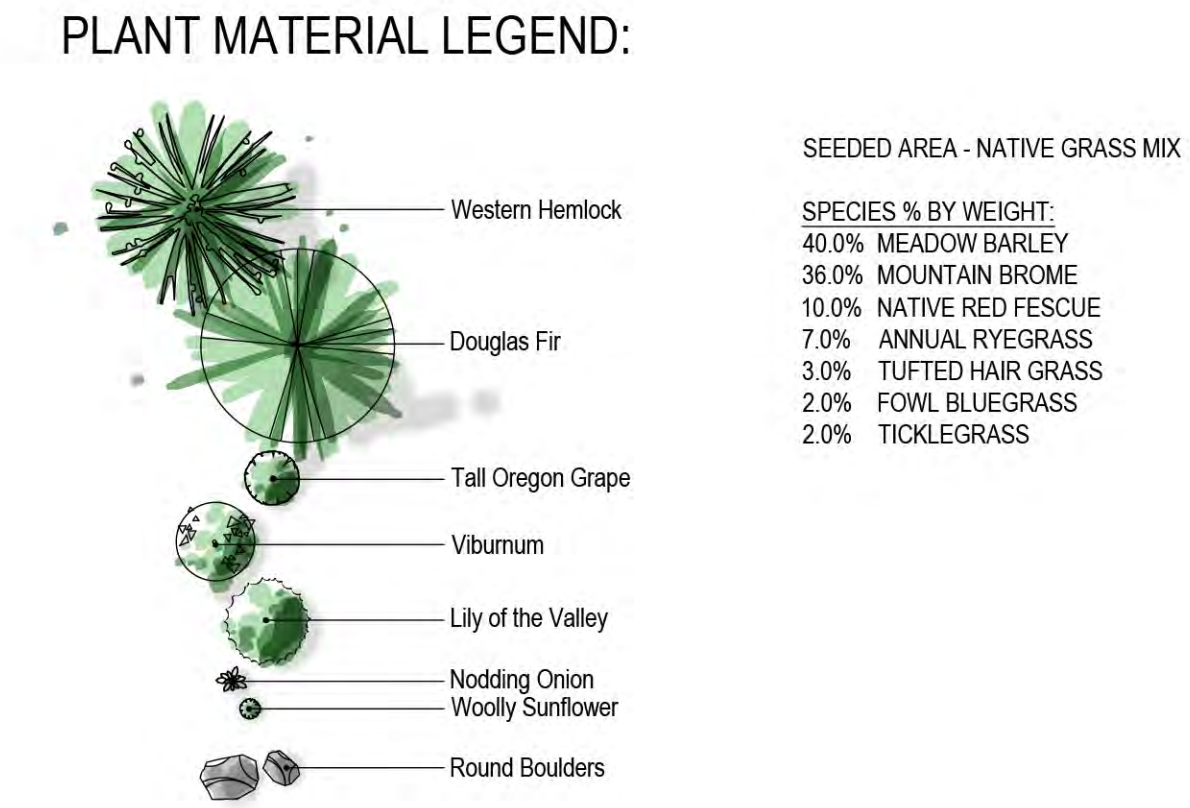 PLANT MATERIAL LEGEND:
Western Hemlock
Douglas Fir
Tall Oregon Grape
Viburnum
Lily of the Valley
Nodding Onion
Woolly Sunflower
Round Boulders
SEEDED AREA - NATIVE GRASS MIX
SPECIES % BY WEIGHT:
40.0% MEADOW BARLEY
36.0% MOUNTAIN BROME
10.0% NATIVE RED FESCUE
7.0% ANNUAL RYEGRASS
3.0% TUFTED HAIR GRASS
2.0% FOWL BLUEGRASS
2.0% TICKLEGRASS